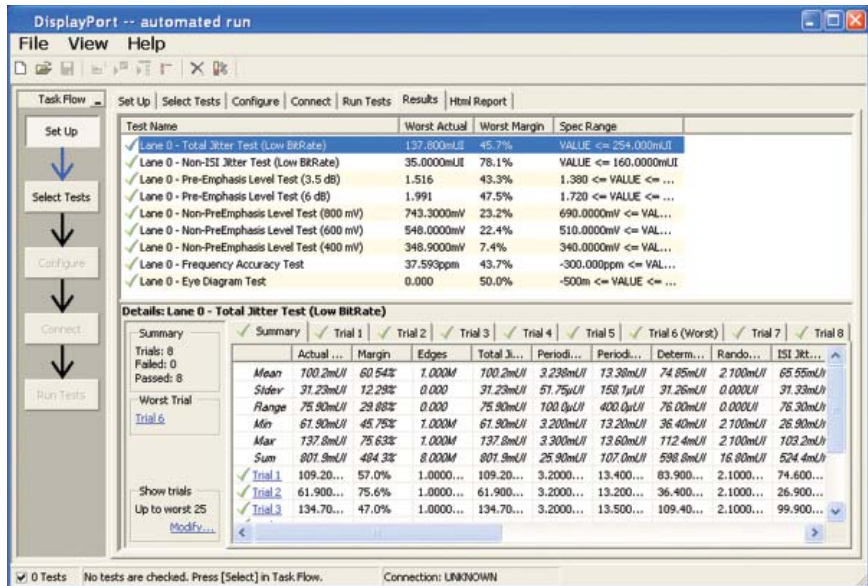 DisplayPort -- automated run
File View Help
Task Flow
Set Up
Select Tests
Configure
Connect
Run Tests
Set Up Select Tests Configure Connect Run Tests Results Html Report
Test Name Worst Actual Worst Margin Spec Range
Lane 0 - Total Jitter Test (Low BitRate) 137.800mUI 45.7% VALUE <= 254.000mUI
Lane 0 - Non-ISI Jitter Test (Low BitRate) 35.0000mUI 78.1% VALUE <= 160.0000mUI
Lane 0 - Pre-Emphasis Level Test (3.5 dB) 1.516 43.3% 1.380 <= VALUE <= ...
Lane 0 - Pre-Emphasis Level Test (6 dB) 1.991 47.5% 1.720 <= VALUE <= ...
Lane 0 - Non-PreEmphasis Level Test (800 mV) 743.3000mV 23.2% 690.0000mV <= VAL...
Lane 0 - Non-PreEmphasis Level Test (600 mV) 548.0000mV 22.4% 510.0000mV <= VAL...
Lane 0 - Non-PreEmphasis Level Test (400 mV) 348.9000mV 7.4% 340.0000mV <= VAL...
Lane 0 - Frequency Accuracy Test 37.593ppm 43.7% -300.000ppm <= VAL...
Lane 0 - Eye Diagram Test 0.000 50.0% -500m <= VALUE <= ...
Details: Lane 0 - Total Jitter Test (Low BitRate)
Summary
Trials: 8
Failed: 0
Passed: 8
Worst Trial
Trial 6
Show trials
Up to worst 25
Modify...
Summary Trial 1 Trial 2 Trial 3 Trial 4 Trial 5 Trial 6 (Worst) Trial 7 Trial 8
Actual ... Margin Edges Total Ji... Periodi... Periodi... Determ... Rando... ISI Jitt...
Mean 100.2mUI 60.54% 1.000M 100.2mUI 3.238mUI 13.38mUI 74.85mUI 2.100mUI 65.55mUI
Stdev 31.23mUI 12.29% 0.000 31.23mUI 51.75µUI 158.1µUI 31.26mUI 0.000UI 31.33mUI
Range 75.90mUI 29.88% 0.000 75.90mUI 100.0µUI 400.0µUI 76.00mUI 0.000UI 76.30mUI
Min 61.90mUI 45.75% 1.000M 61.90mUI 3.200mUI 13.20mUI 36.40mUI 2.100mUI 26.90mUI
Max 137.8mUI 75.63% 1.000M 137.8mUI 3.300mUI 13.60mUI 112.4mUI 2.100mUI 103.2mUI
Sum 801.9mUI 484.3% 8.000M 801.9mUI 25.90mUI 107.0mUI 598.8mUI 16.80mUI 524.4mUI
Trial 1 109.20... 57.0% 1.0000... 109.20... 3.2000... 13.400... 83.900... 2.1000... 74.600...
Trial 2 61.900... 75.6% 1.0000... 61.900... 3.2000... 13.200... 36.400... 2.1000... 26.900...
Trial 3 134.70... 47.0% 1.0000... 134.70... 3.2000... 13.500... 109.40... 2.1000... 99.900...
0 Tests No tests are checked. Press [Select] in Task Flow. Connection: UNKNOWN